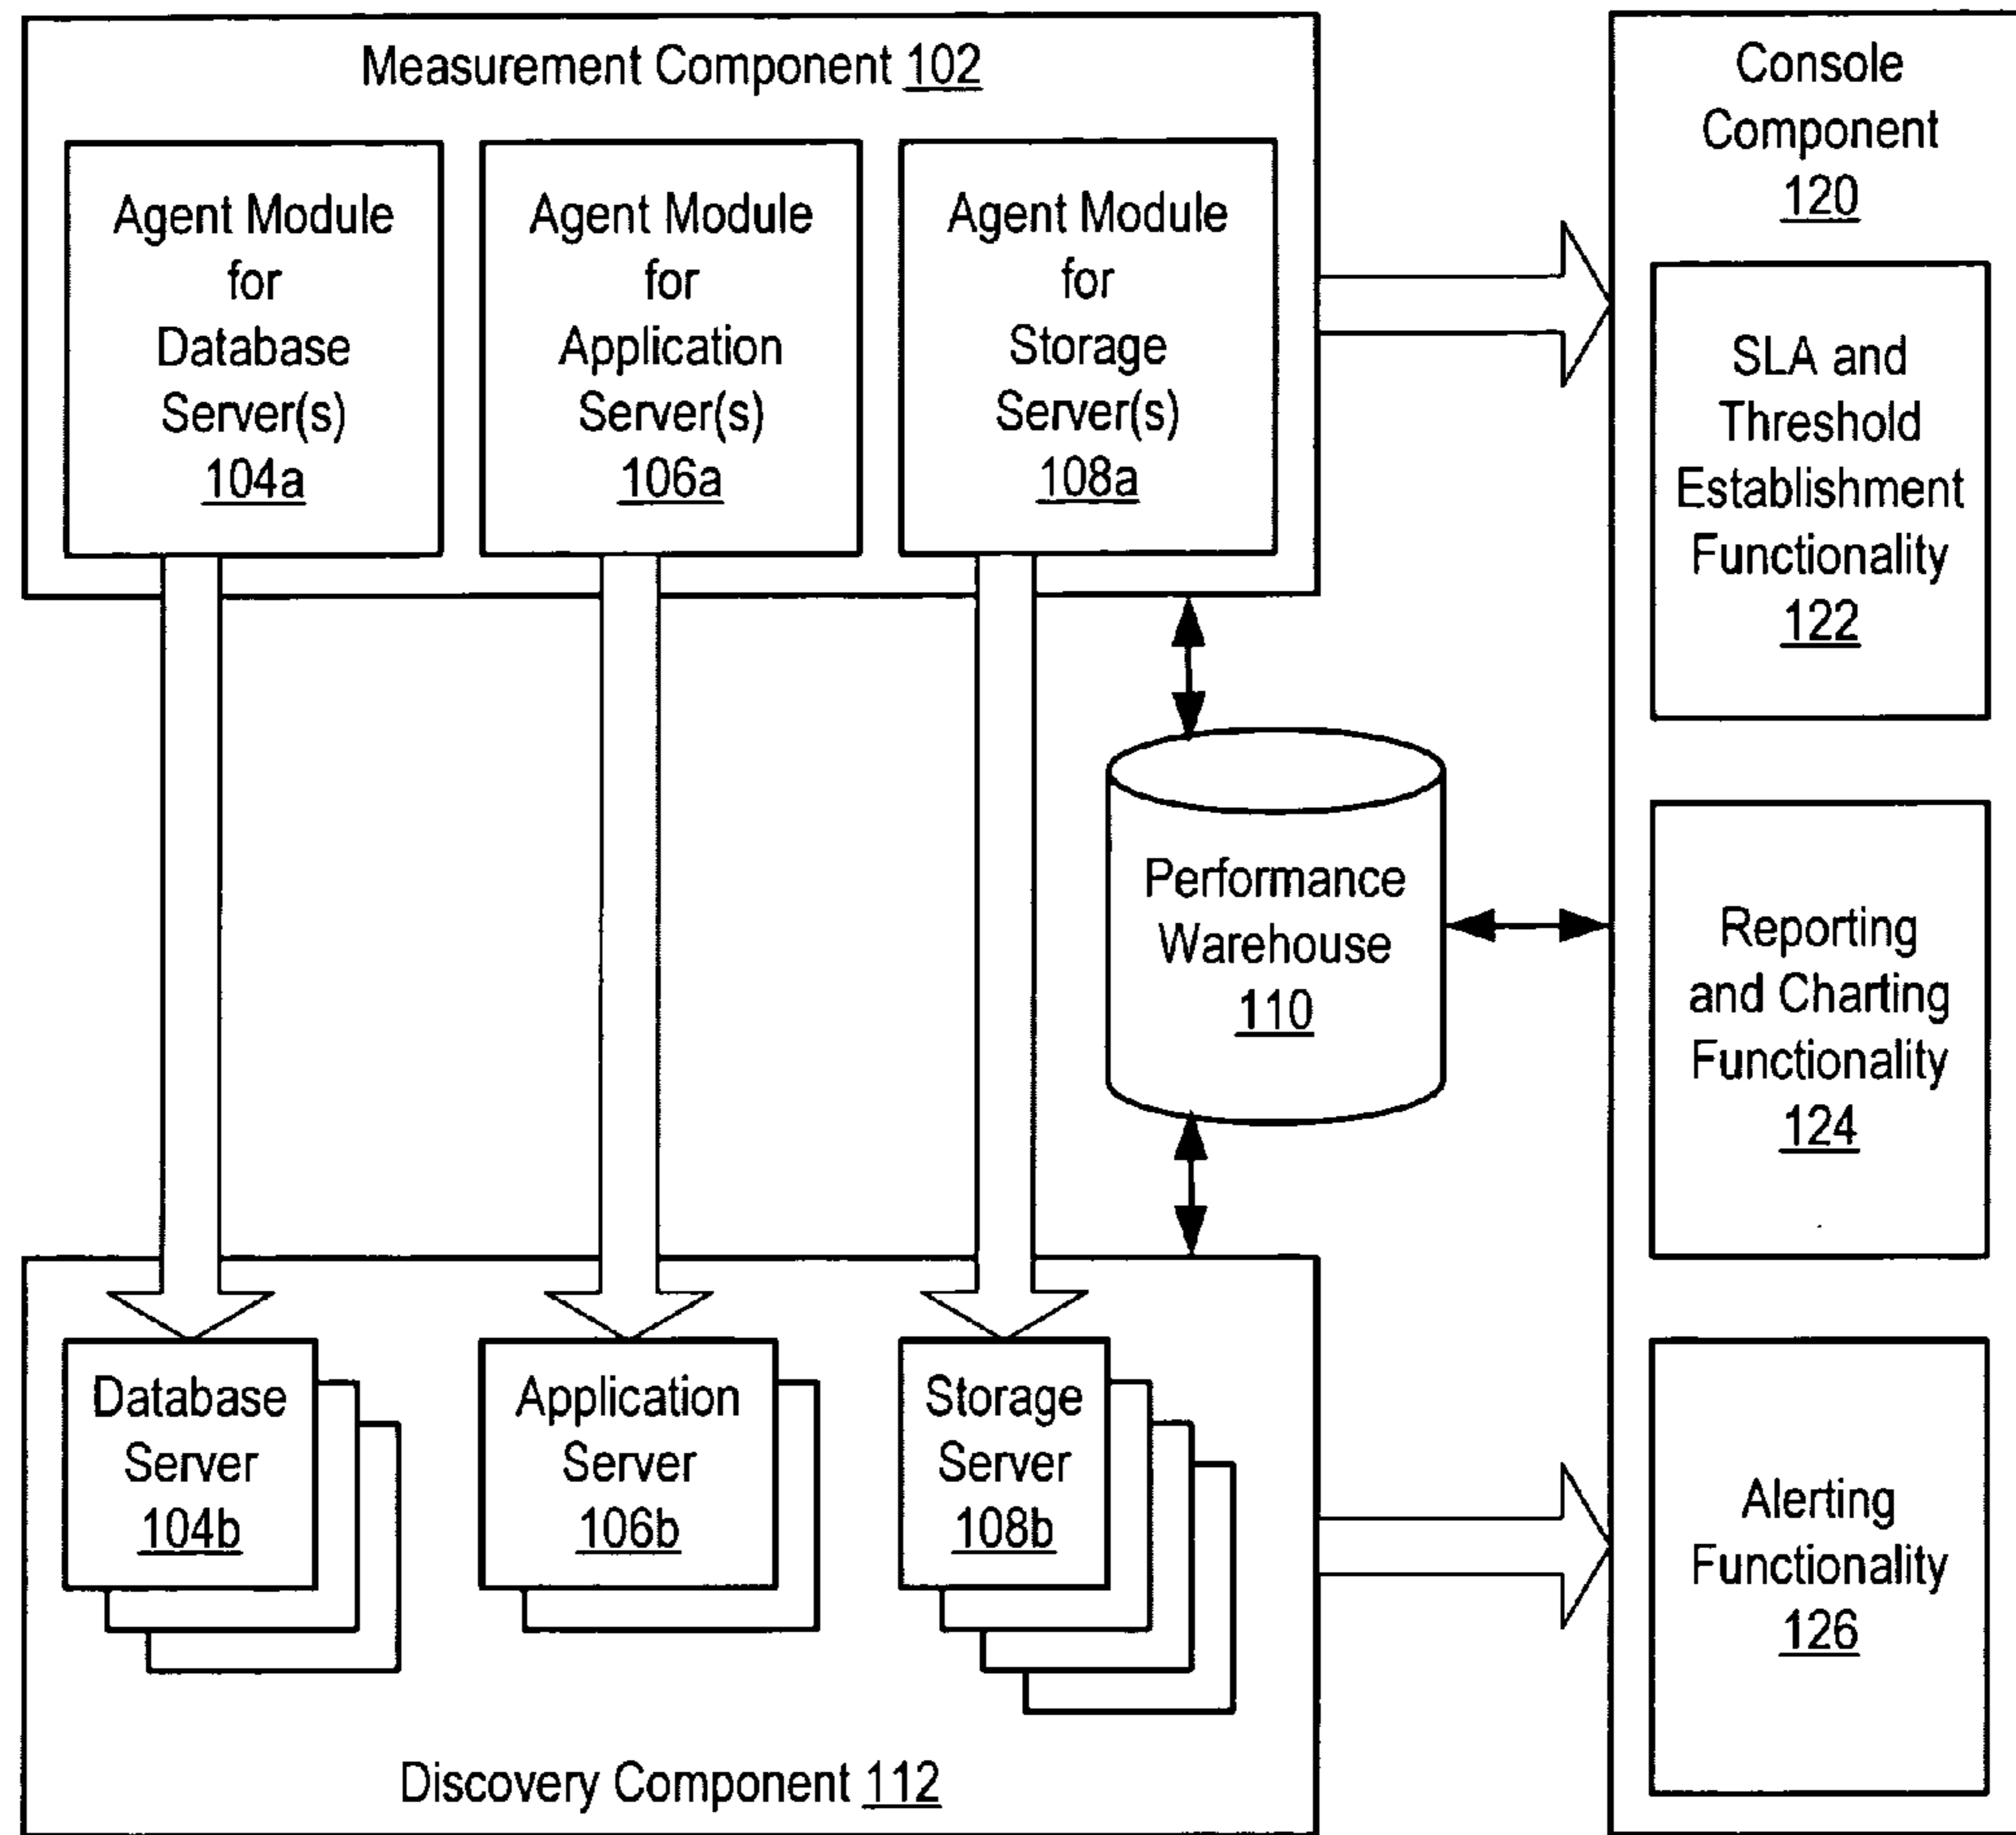 Measurement Component 102
Agent Module
for
Database
Server(s)
104a
Agent Module
for
Application
Server(s)
106a
Agent Module
for
Storage
Server(s)
108a
Console
Component
120
SLA and
Threshold
Establishment
Functionality
122
Performance
Warehouse
110
Reporting
and Charting
Functionality
124
Database
Server
104b
Application
Server
106b
Storage
Server
108b
Alerting
Functionality
126
Discovery Component 112